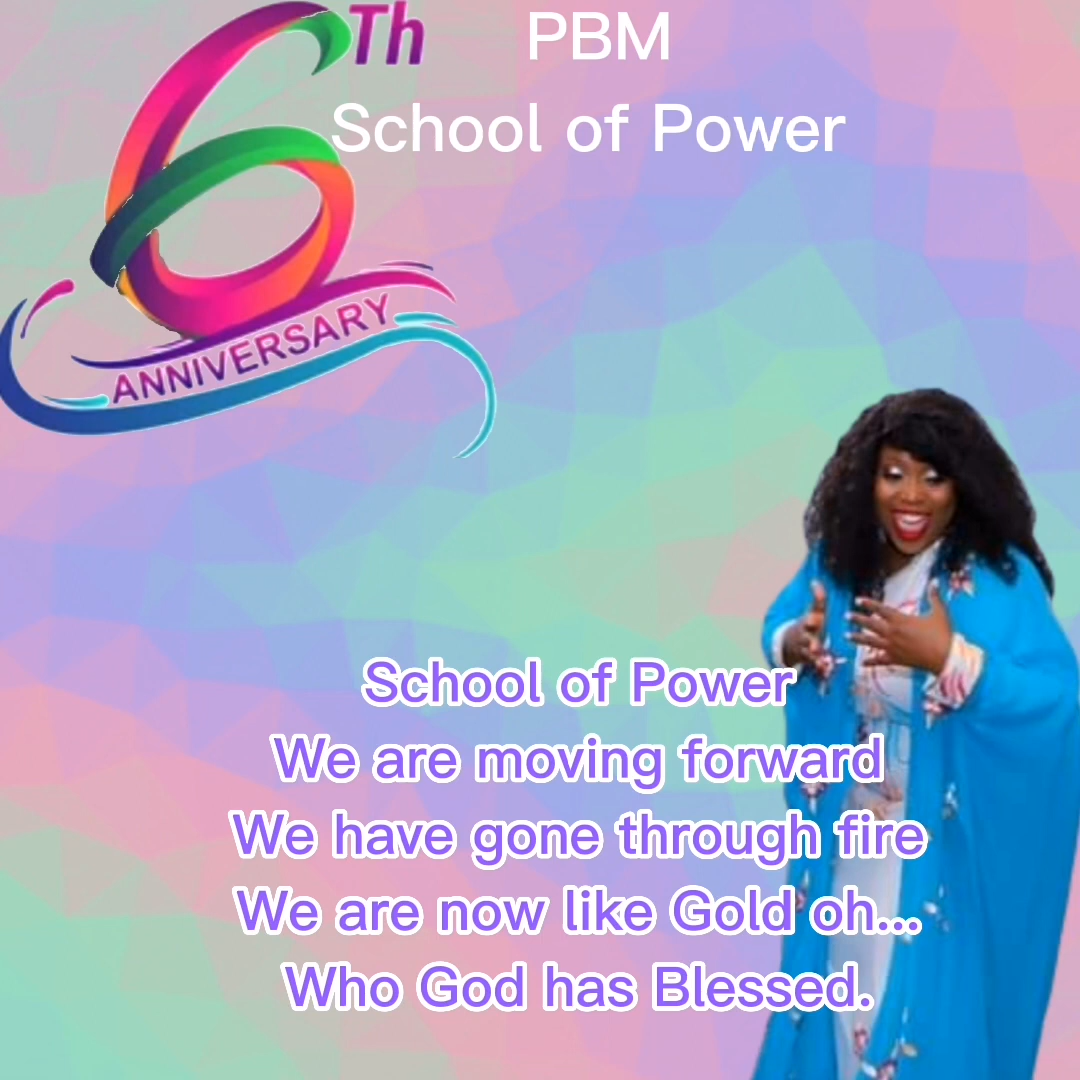 6Th
ANNIVERSARY
PBM
School of Power
School of Power
We are moving forward
We have gone through fire
We are now like Gold oh...
Who God has Blessed.